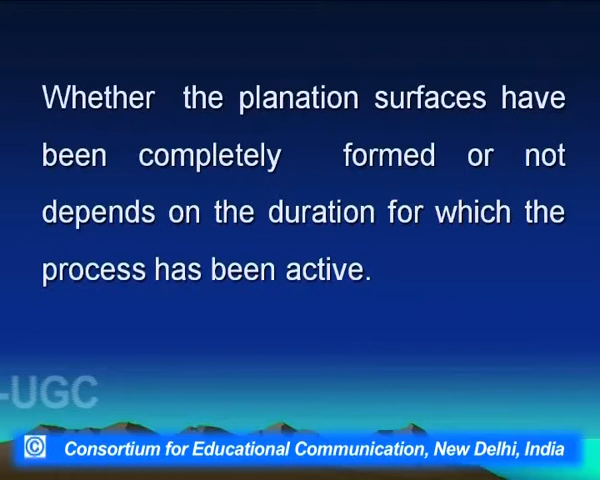 Whether the planation surfaces have
been completely formed or not
depends on the duration for which the
process has been active.
-UGC
© Consortium for Educational Communication, New Delhi, India